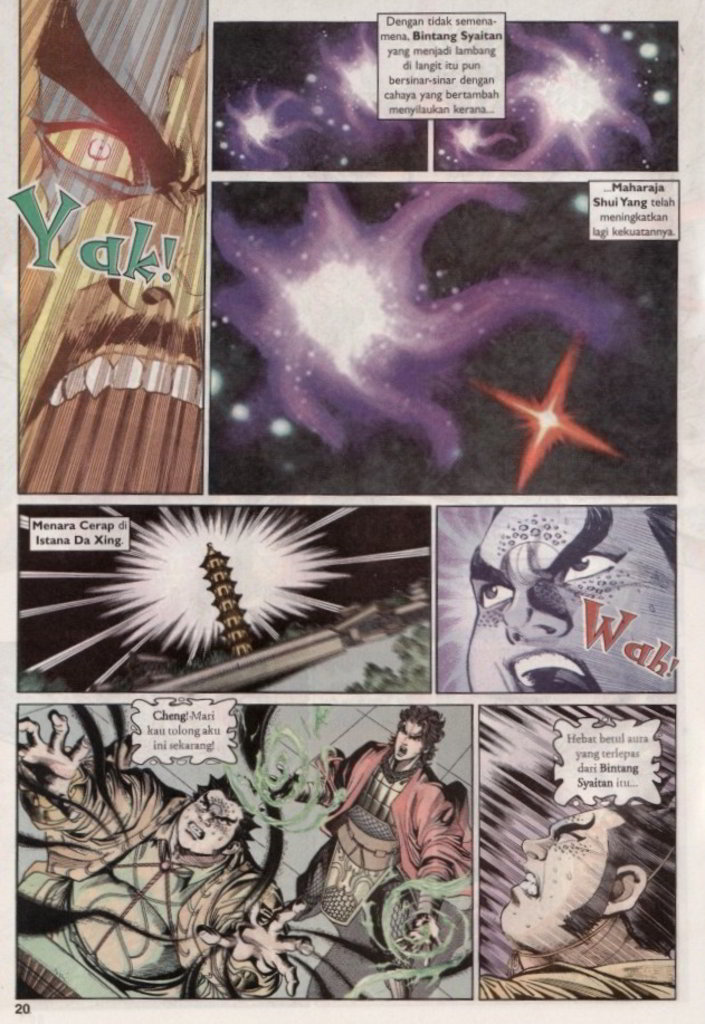 Dengan tidak semena-
mena, Bintang Syaitan
yang menjadi lambang
di langit itu pun
bersinar-sinar dengan
cahaya yang bertambah
menyilaukan kerana...
Yak!
...Maharaja
Shui Yang telah
meningkatkan
lagi kekuatannya.
Menara Cerap di
Istana Da Xing.
Wah!
Cheng! Mari
kau tolong aku
ini sekarang!
Hebat betul aura
yang terlepas
dari Bintang
Syaitan itu...
20